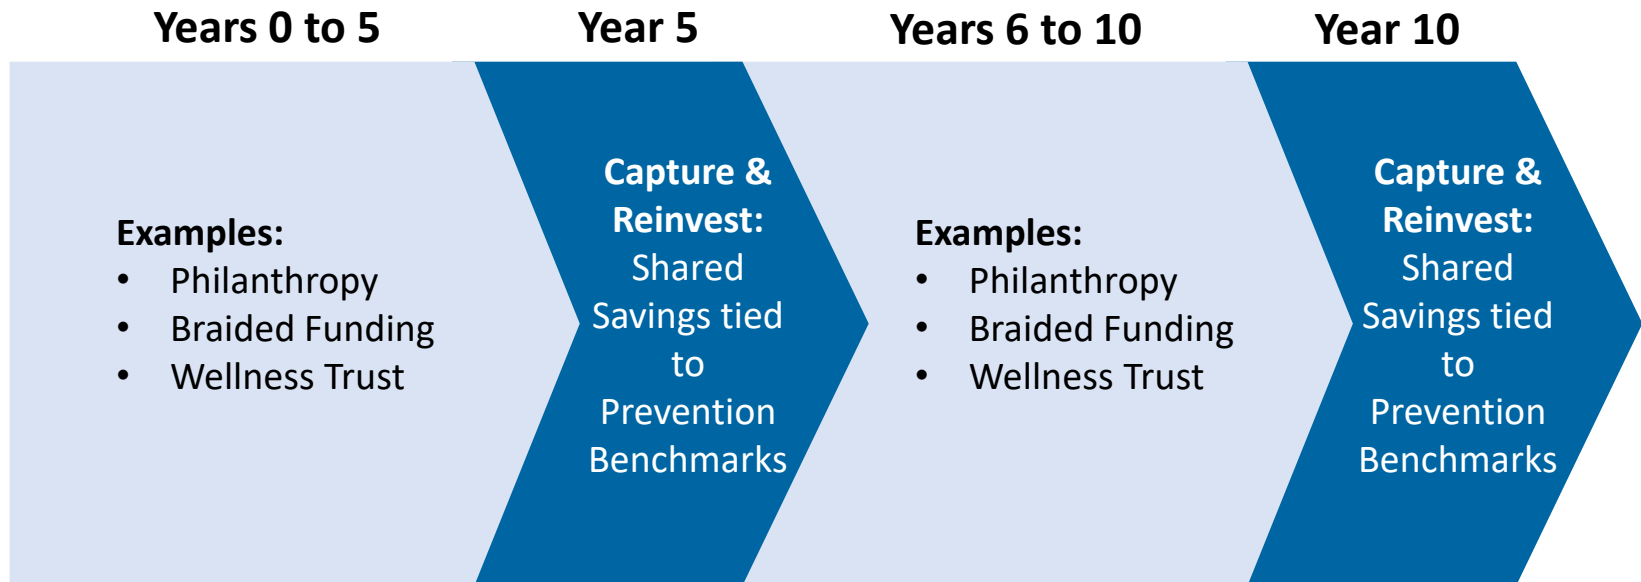 Years 0 to 5
Year 5
Years 6 to 10
Year 10
Examples:
• Philanthropy
• Braided Funding
• Wellness Trust
Capture &
Reinvest:
Shared
Savings tied
to
Prevention
Benchmarks
Examples:
• Philanthropy
• Braided Funding
• Wellness Trust
Capture &
Reinvest:
Shared
Savings tied
to
Prevention
Benchmarks